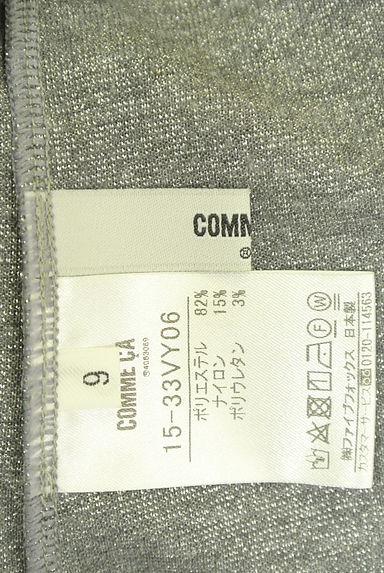 COMM
®
9
COMME ÇA
®4063069
15-33VY06
ポリエステル 82%
ナイロン 15%
ポリウレタン 3%
㈱ファイブフォックス 日本製
カスタマーサービス 0120-114563